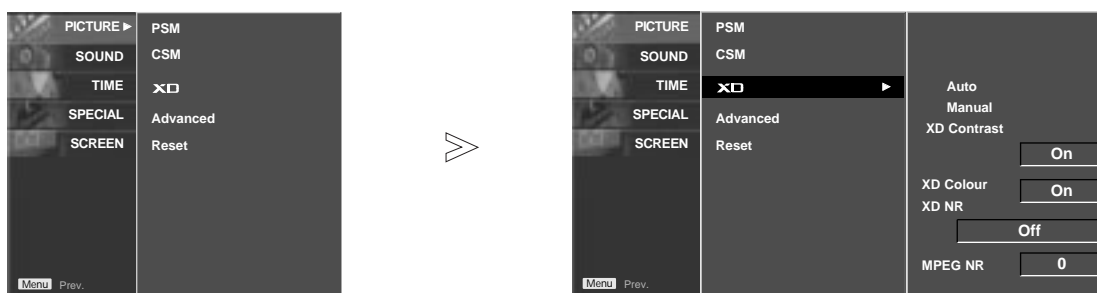 PICTURE ► PSM
SOUND CSM
TIME XD
SPECIAL Advanced
SCREEN Reset
Menu Prev.
PICTURE PSM
SOUND CSM
TIME XD ►
SPECIAL Advanced
SCREEN Reset
Menu Prev.
Auto
Manual
XD Contrast
On
XD Colour On
XD NR
Off
MPEG NR 0